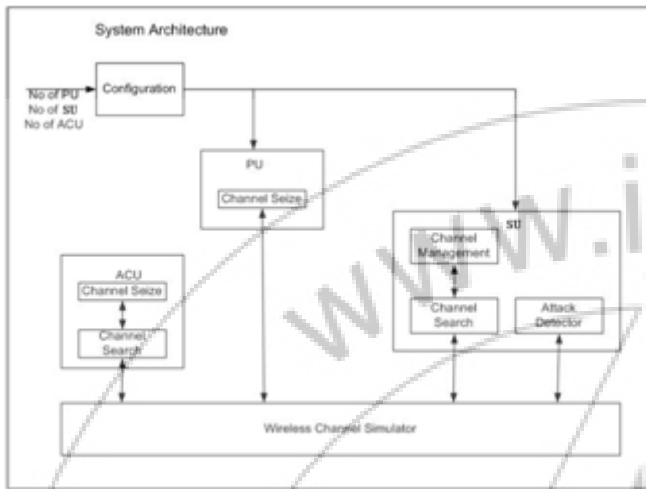 System Architecture
Configuration
No of PU
No of SU
No of ACU
PU
Channel Seize
SU
Channel
Management
Channel
Search
Attack
Detector
ACU
Channel Seize
Channel
Search
Wireless Channel Simulator
www.i